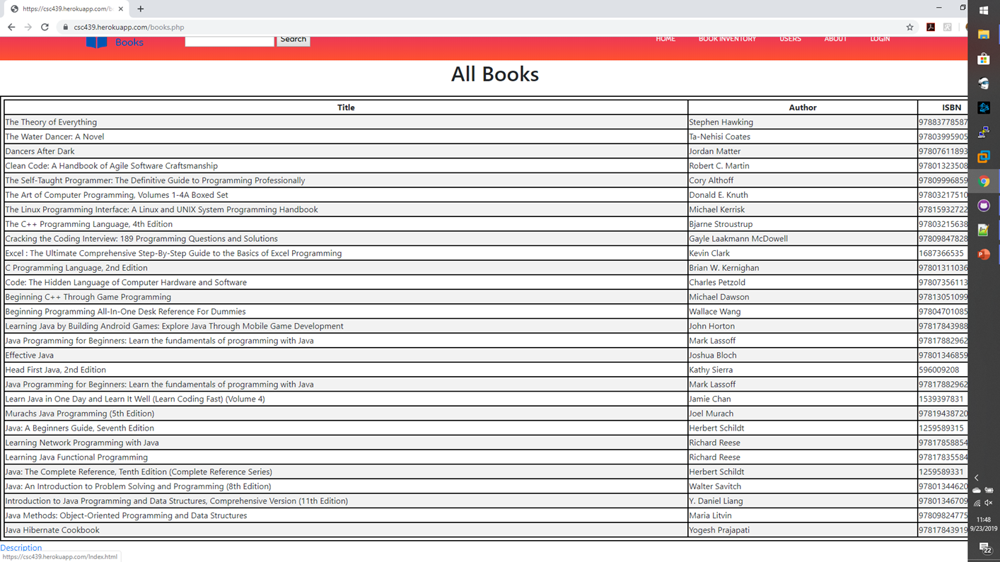 https://csc439.herokuapp.com/b
csc439.herokuapp.com/books.php
Books Search HOME BOOK INVENTORY USERS ABOUT LOGIN
All Books
Title Author ISBN
The Theory of Everything Stephen Hawking 97883778587
The Water Dancer: A Novel Ta-Nehisi Coates 97803995905
Dancers After Dark Jordan Matter 97807611893
Clean Code: A Handbook of Agile Software Craftsmanship Robert C. Martin 97801323508
The Self-Taught Programmer: The Definitive Guide to Programming Professionally Cory Althoff 97809996859
The Art of Computer Programming, Volumes 1-4A Boxed Set Donald E. Knuth 97803217510
The Linux Programming Interface: A Linux and UNIX System Programming Handbook Michael Kerrisk 97815932722
The C++ Programming Language, 4th Edition Bjarne Stroustrup 97803215638
Cracking the Coding Interview: 189 Programming Questions and Solutions Gayle Laakmann McDowell 97809847828
Excel : The Ultimate Comprehensive Step-By-Step Guide to the Basics of Excel Programming Kevin Clark 1687366535
C Programming Language, 2nd Edition Brian W. Kernighan 97801311036
Code: The Hidden Language of Computer Hardware and Software Charles Petzold 97807356113
Beginning C++ Through Game Programming Michael Dawson 97813051099
Beginning Programming All-In-One Desk Reference For Dummies Wallace Wang 97804701085
Learning Java by Building Android Games: Explore Java Through Mobile Game Development John Horton 97817843988
Java Programming for Beginners: Learn the fundamentals of programming with Java Mark Lassoff 97817882962
Effective Java Joshua Bloch 97801346859
Head First Java, 2nd Edition Kathy Sierra 596009208
Java Programming for Beginners: Learn the fundamentals of programming with Java Mark Lassoff 97817882962
Learn Java in One Day and Learn It Well (Learn Coding Fast) (Volume 4) Jamie Chan 1539397831
Murachs Java Programming (5th Edition) Joel Murach 97819438720
Java: A Beginners Guide, Seventh Edition Herbert Schildt 1259589315
Learning Network Programming with Java Richard Reese 97817858854
Learning Java Functional Programming Richard Reese 97817835584
Java: The Complete Reference, Tenth Edition (Complete Reference Series) Herbert Schildt 1259589331
Java: An Introduction to Problem Solving and Programming (8th Edition) Walter Savitch 97801344620
Introduction to Java Programming and Data Structures, Comprehensive Version (11th Edition) Y. Daniel Liang 97801346709
Java Methods: Object-Oriented Programming and Data Structures Maria Litvin 97809824775
Java Hibernate Cookbook Yogesh Prajapati 97817843919
Description
https://csc439.herokuapp.com/Index.html
11:48
9/23/2019
22